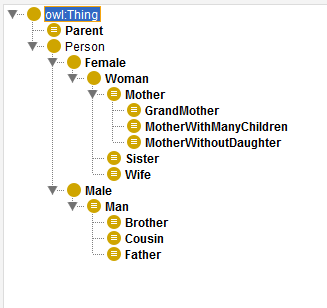 owl:Thing
Parent
Person
Female
Woman
Mother
GrandMother
MotherWithManyChildren
MotherWithoutDaughter
Sister
Wife
Male
Man
Brother
Cousin
Father